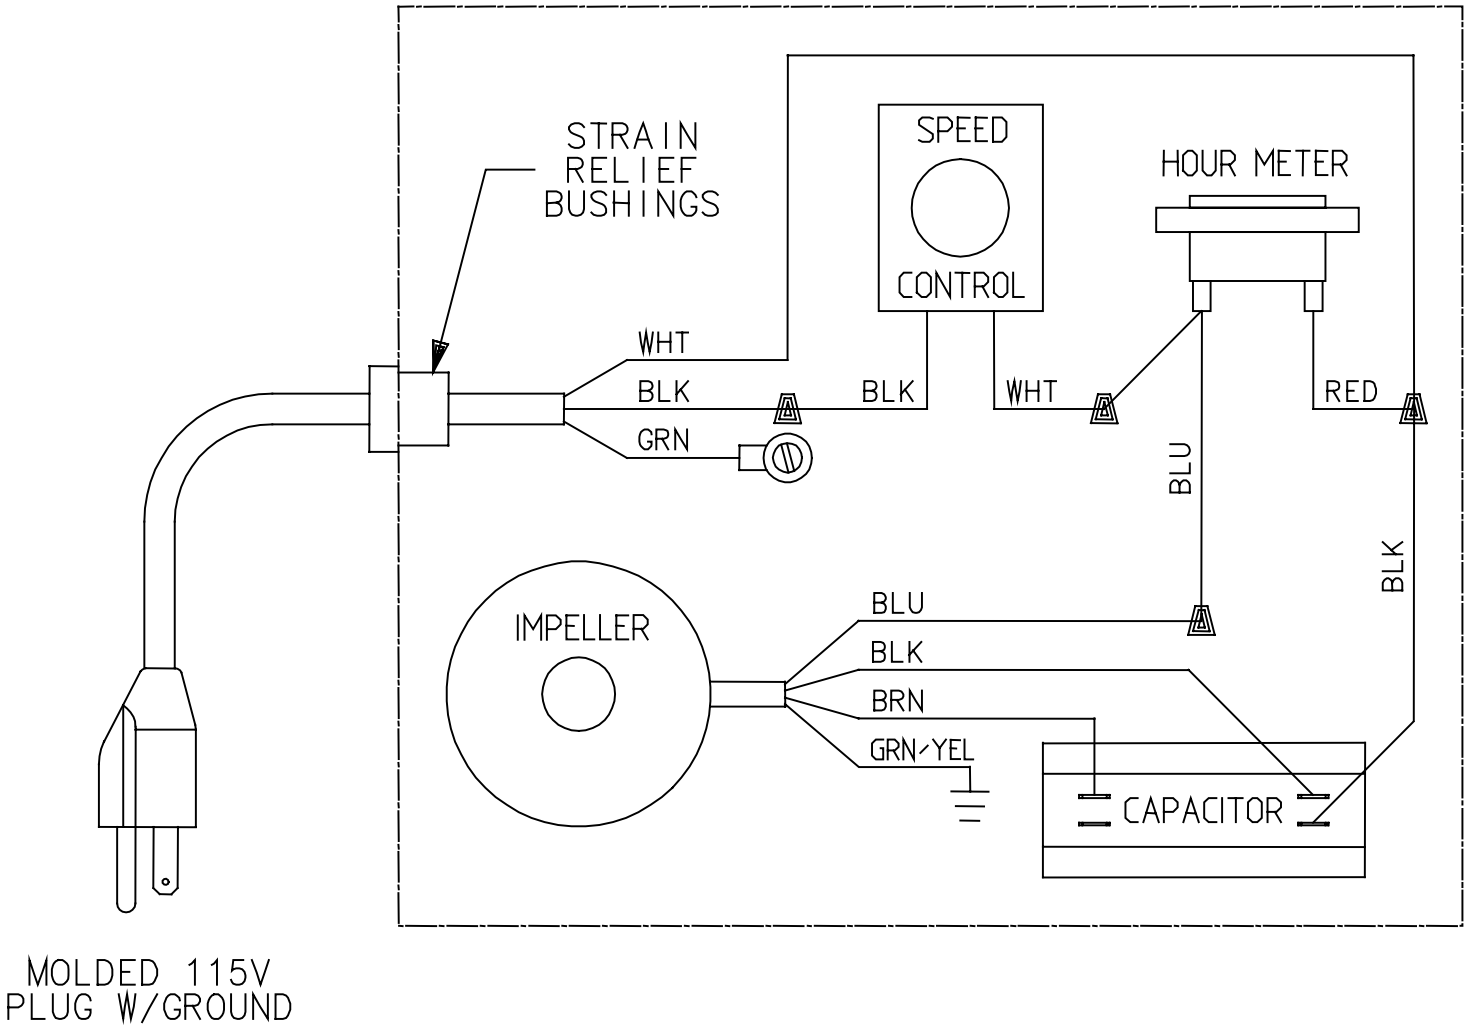 STRAIN
RELIEF
BUSHINGS
SPEED
CONTROL
HOUR METER
WHT
BLK
BLK
WHT
RED
GRN
BLU
BLK
IMPELLER
BLU
BLK
BRN
GRN/YEL
CAPACITOR
MOLDED 115V
PLUG W/GROUND